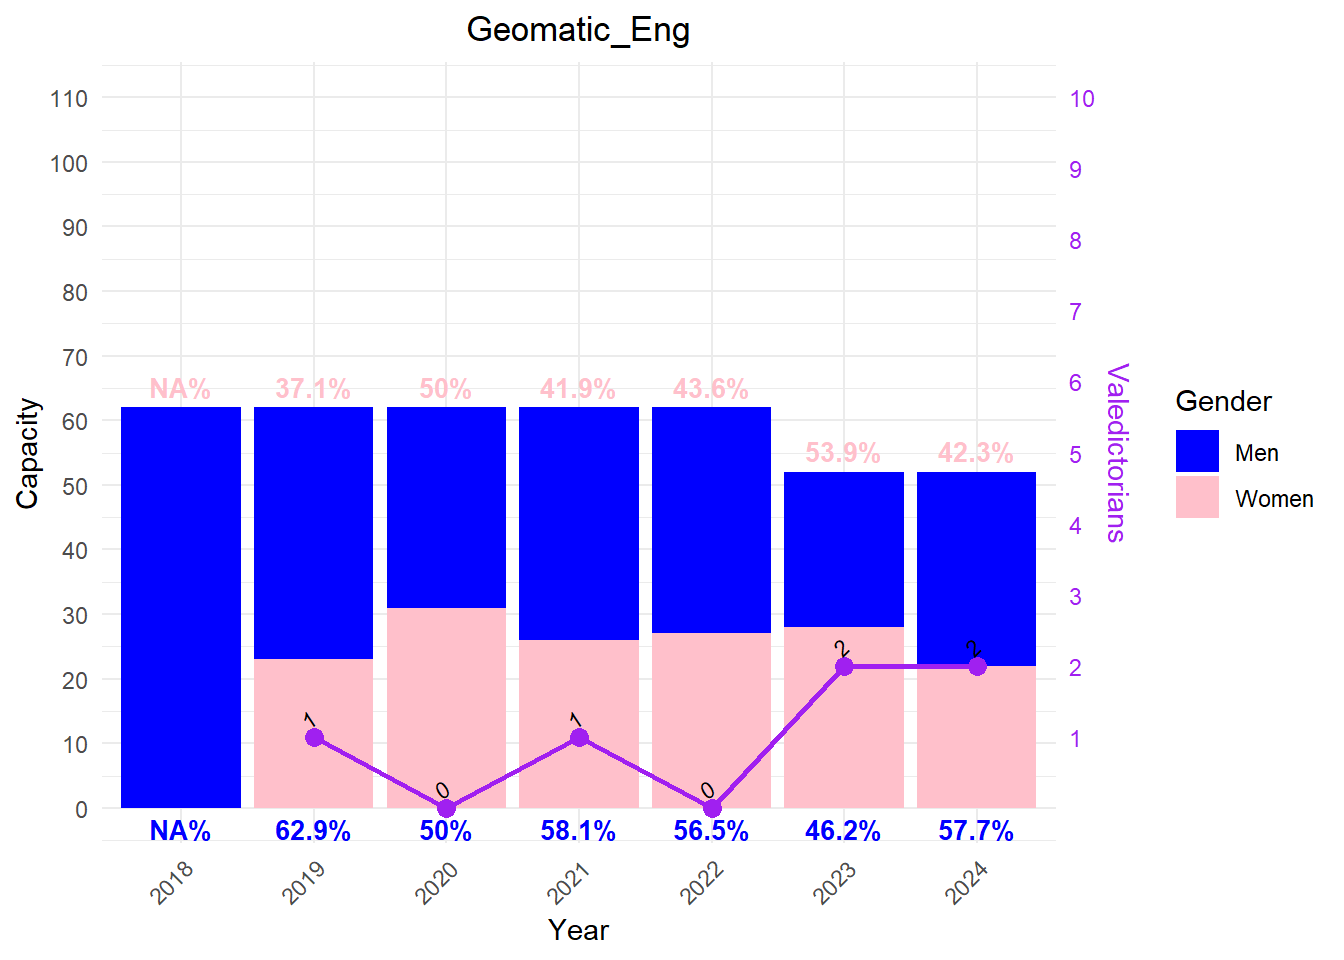 Geomatic_Eng
110
100
90
80
70
60
50
40
30
20
10
0
Capacity
NA% 37.1% 50% 41.9% 43.6%
53.9% 42.3%
1 0 1 0 2 2
NA% 62.9% 50% 58.1% 56.5% 46.2% 57.7%
2018 2019 2020 2021 2022 2023 2024
Year
10
9
8
7
6
5
4
3
2
1
Valedictorians
Gender
Men
Women